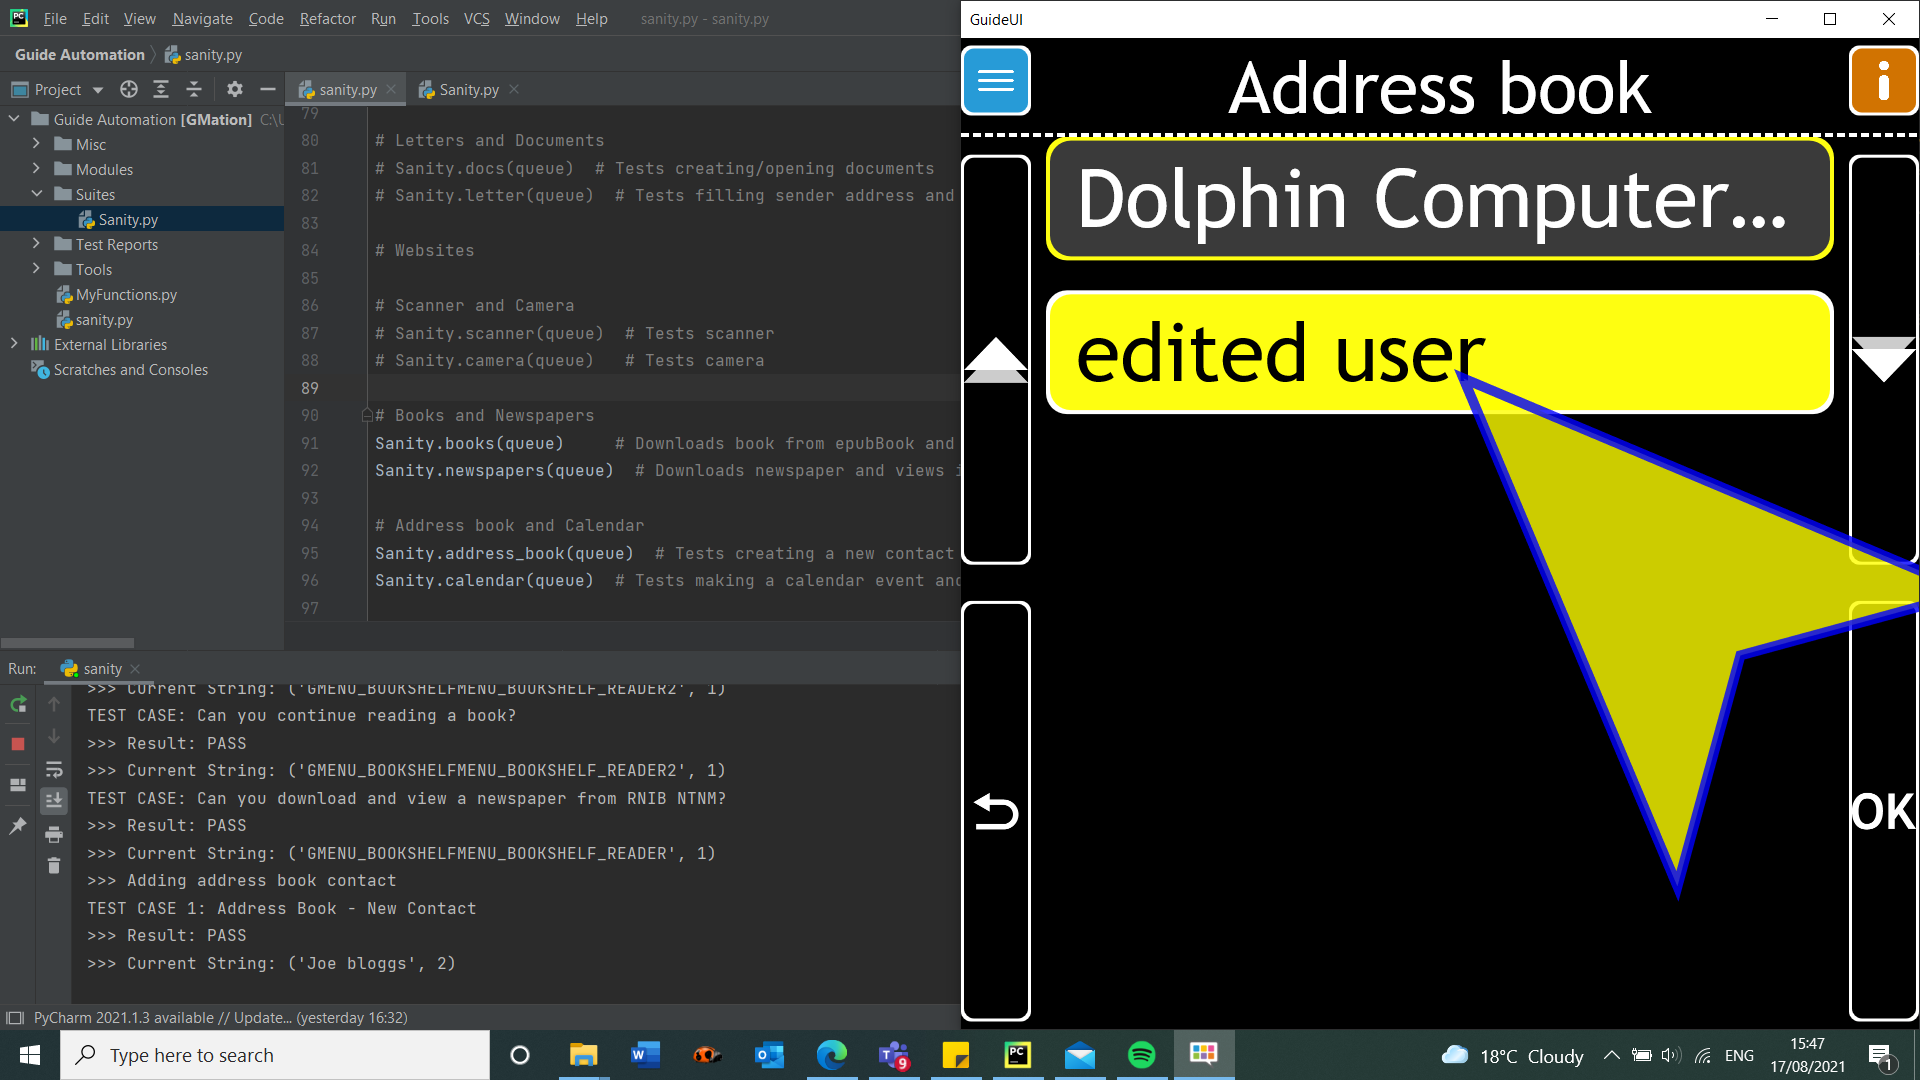 File Edit View Navigate Code Refactor Run Tools VCS Window Help sanity.py - sanity.py
Guide Automation sanity.py
Project
sanity.py Sanity.py
Guide Automation [GMation] C:\U
Misc
Modules
Suites
Sanity.py
Test Reports
Tools
MyFunctions.py
sanity.py
External Libraries
Scratches and Consoles
79
80 # Letters and Documents
81 # Sanity.docs(queue) # Tests creating/opening documents
82 # Sanity.letter(queue) # Tests filling sender address and
83
84 # Websites
85
86 # Scanner and Camera
87 # Sanity.scanner(queue) # Tests scanner
88 # Sanity.camera(queue) # Tests camera
89
90 # Books and Newspapers
91 Sanity.books(queue) # Downloads book from epubBook and
92 Sanity.newspapers(queue) # Downloads newspaper and views
93
94 # Address book and Calendar
95 Sanity.address_book(queue) # Tests creating a new contact
96 Sanity.calendar(queue) # Tests making a calendar event and
97
Run: sanity
>>> Current String: ('GMENU_BOOKSHELFMENU_BOOKSHELF_READER2', 1)
TEST CASE: Can you continue reading a book?
>>> Result: PASS
>>> Current String: ('GMENU_BOOKSHELFMENU_BOOKSHELF_READER2', 1)
TEST CASE: Can you download and view a newspaper from RNIB NTNM?
>>> Result: PASS
>>> Current String: ('GMENU_BOOKSHELFMENU_BOOKSHELF_READER', 1)
>>> Adding address book contact
TEST CASE 1: Address Book - New Contact
>>> Result: PASS
>>> Current String: ('Joe bloggs', 2)
PyCharm 2021.1.3 available // Update... (yesterday 16:32)
GuideUI
Address book
i
Dolphin Computer...
edited user
OK
Type here to search
W
O
9
PC
18°C Cloudy
ENG
15:47
17/08/2021
1